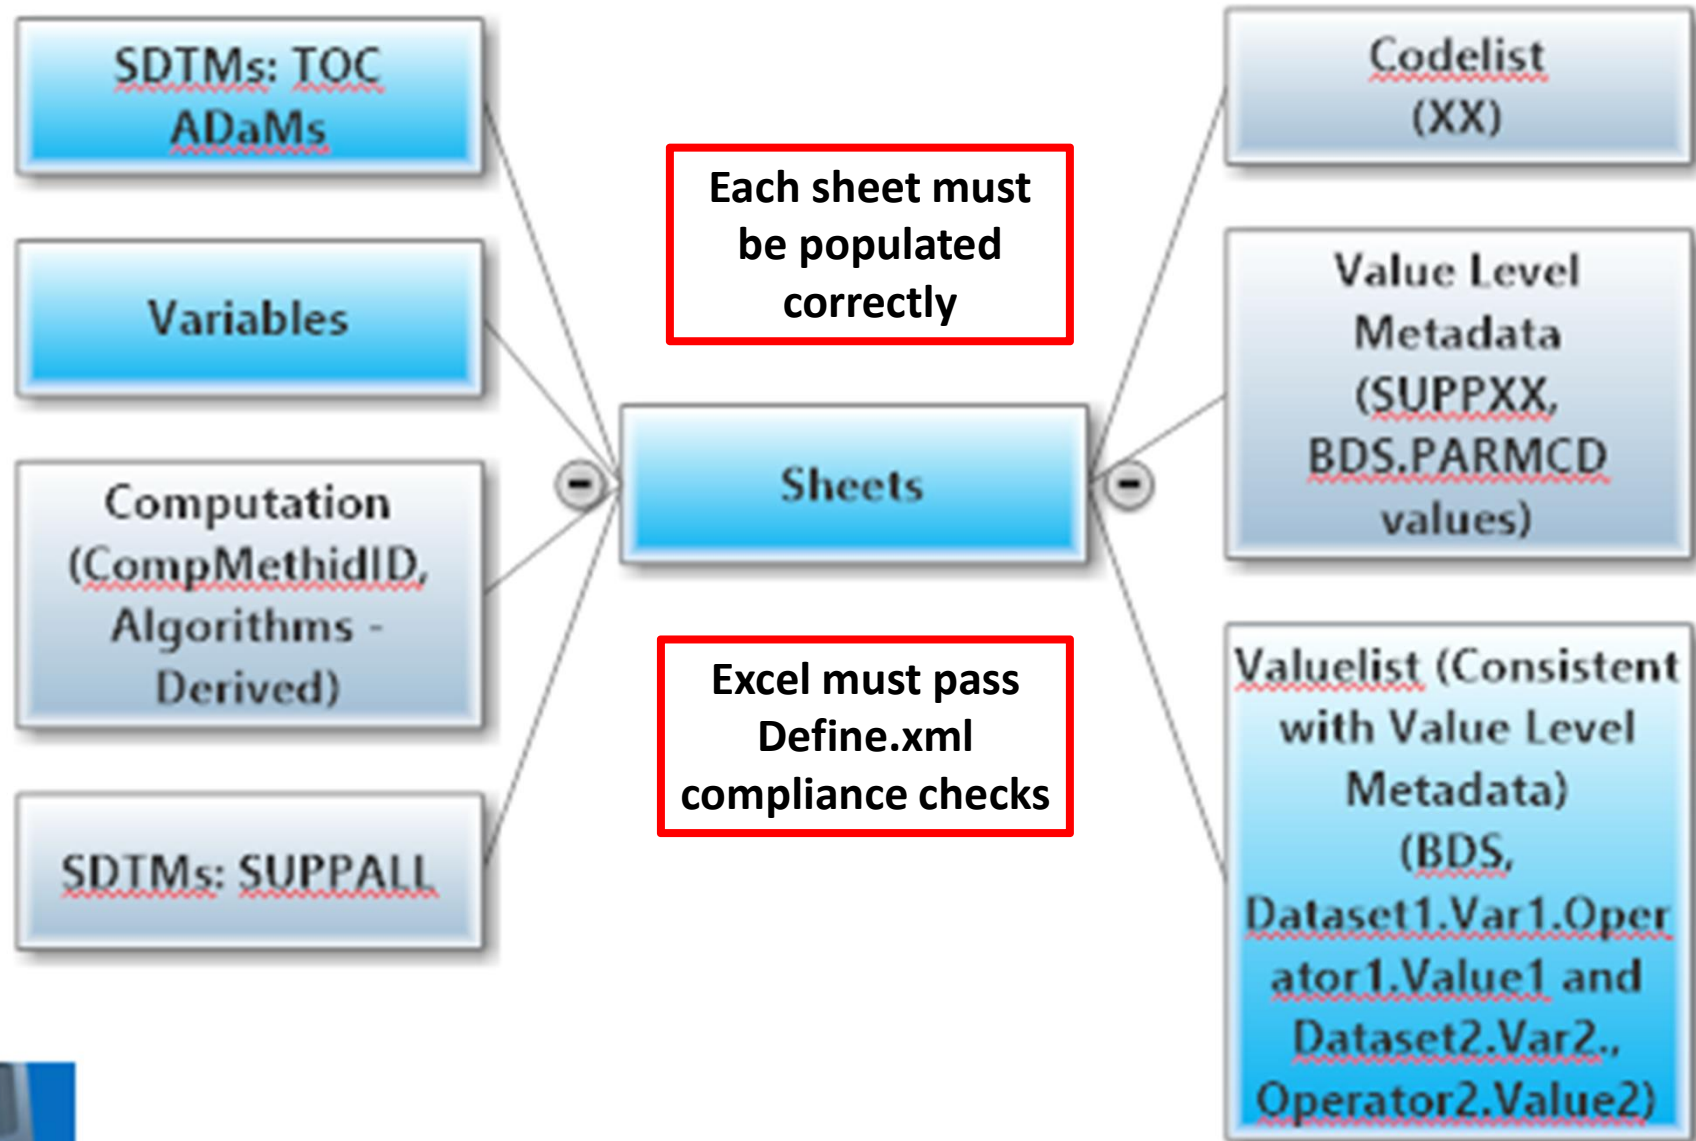 SDTMs: TOC
ADaMs
Variables
Computation
(CompMethidID,
Algorithms -
Derived)
SDTMs: SUPPALL
Each sheet must
be populated
correctly
Sheets
Excel must pass
Define.xml
compliance checks
Codelist
(XX)
Value Level
Metadata
(SUPPXX,
BDS.PARMCD
values)
Valuelist (Consistent
with Value Level
Metadata)
(BDS,
Dataset1.Var1.Oper
ator1.Value1 and
Dataset2.Var2.,
Operator2.Value2)